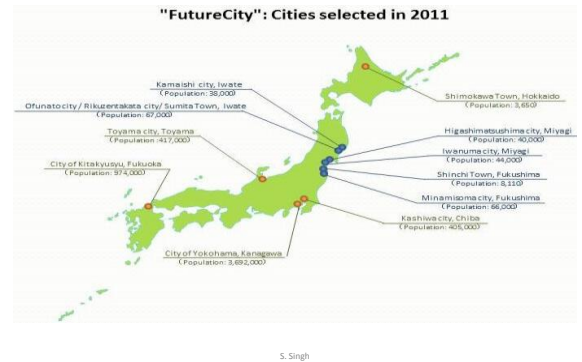 "FutureCity": Cities selected in 2011
Kamaishi city, Iwate
(Population: 38,000)
Ofunato city / Rikuzentakata city/ Sumita Town, Iwate
(Population: 67,000)
Toyama city, Toyama
(Population: 417,000)
City of Kitakyusyu, Fukuoka
(Population: 974,000)
Shimokawa Town, Hokkaido
(Population: 3,650)
Higashimatsushima city, Miyagi
(Population: 40,000)
Iwanuma city, Miyagi
(Population: 44,000)
Shinchi Town, Fukushima
(Population: 8,110)
Minamisoma city, Fukushima
(Population: 66,000)
Kashiwa city, Chiba
(Population: 405,000)
City of Yokohama, Kanagawa
(Population: 3,692,000)
S. Singh